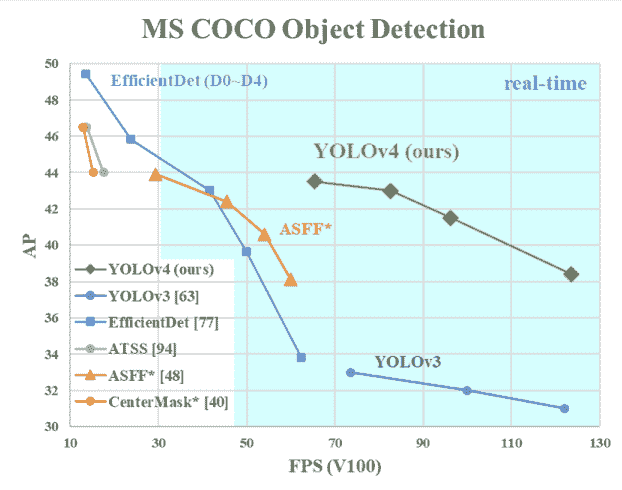 MS COCO Object Detection
50
48
46
44
42
40
38
36
34
32
30
AP
EfficientDet (D0~D4)
real-time
YOLOv4 (ours)
ASFF*
YOLOv3
YOLOv4 (ours)
YOLOv3 [63]
EfficientDet [77]
ATSS [94]
ASFF* [48]
CenterMask* [40]
10 30 50 70 90 110 130
FPS (V100)